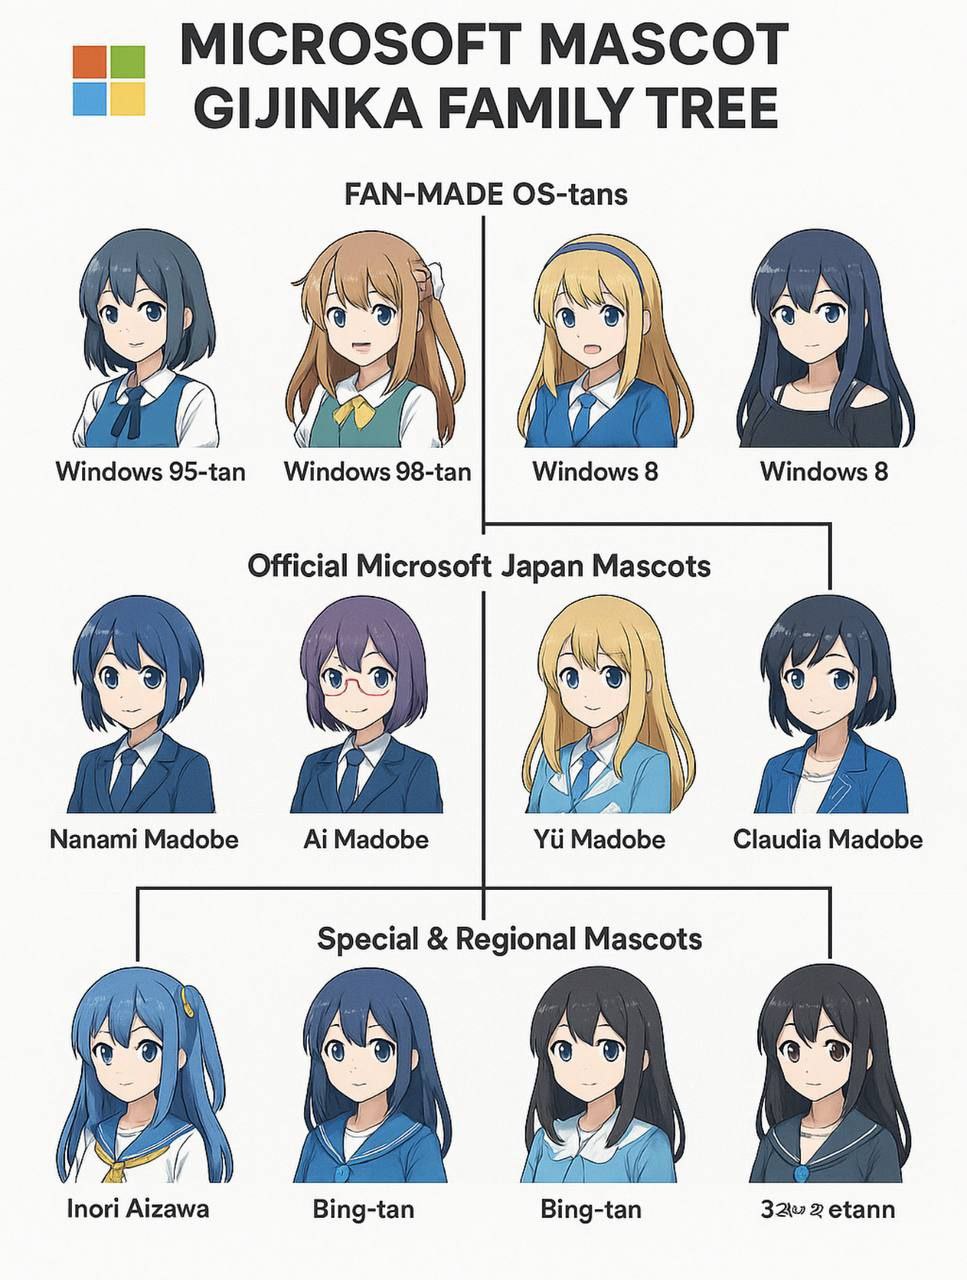 MICROSOFT MASCOT
GIJINKA FAMILY TREE
FAN-MADE OS-tans
Windows 95-tan
Windows 98-tan
Windows 8
Windows 8
Official Microsoft Japan Mascots
Nanami Madobe
Ai Madobe
Yü Madobe
Claudia Madobe
Special & Regional Mascots
Inori Aizawa
Bing-tan
Bing-tan
etann